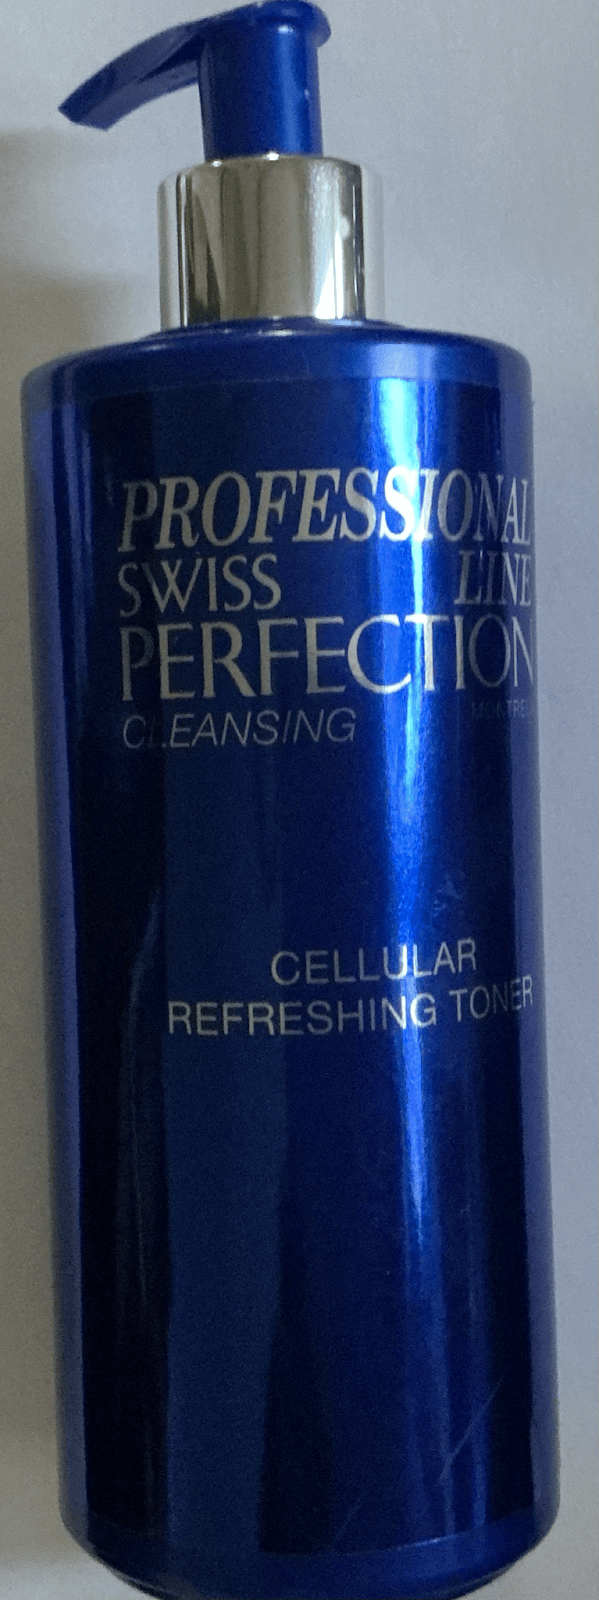 PROFESSIONAL
SWISS LINE
PERFECTION
CLEANSING
CELLULAR
REFRESHING TONER